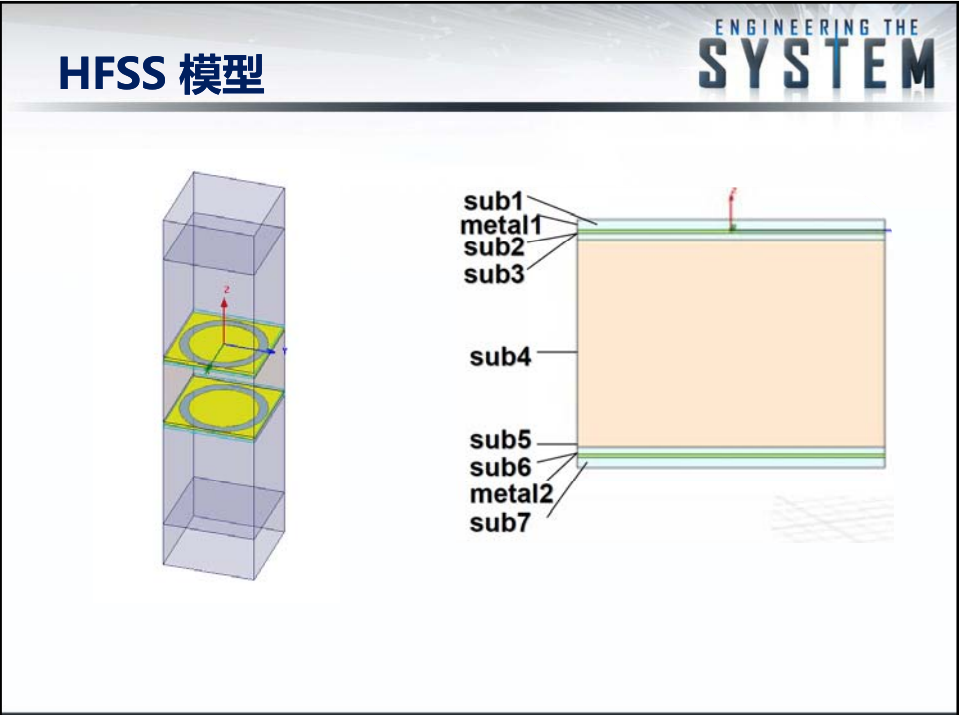 ENGINEERING THE
SYSTEM
HFSS 模型
sub1
metal1
sub2
sub3
sub4
sub5
sub6
metal2
sub7
Z
Y
Z